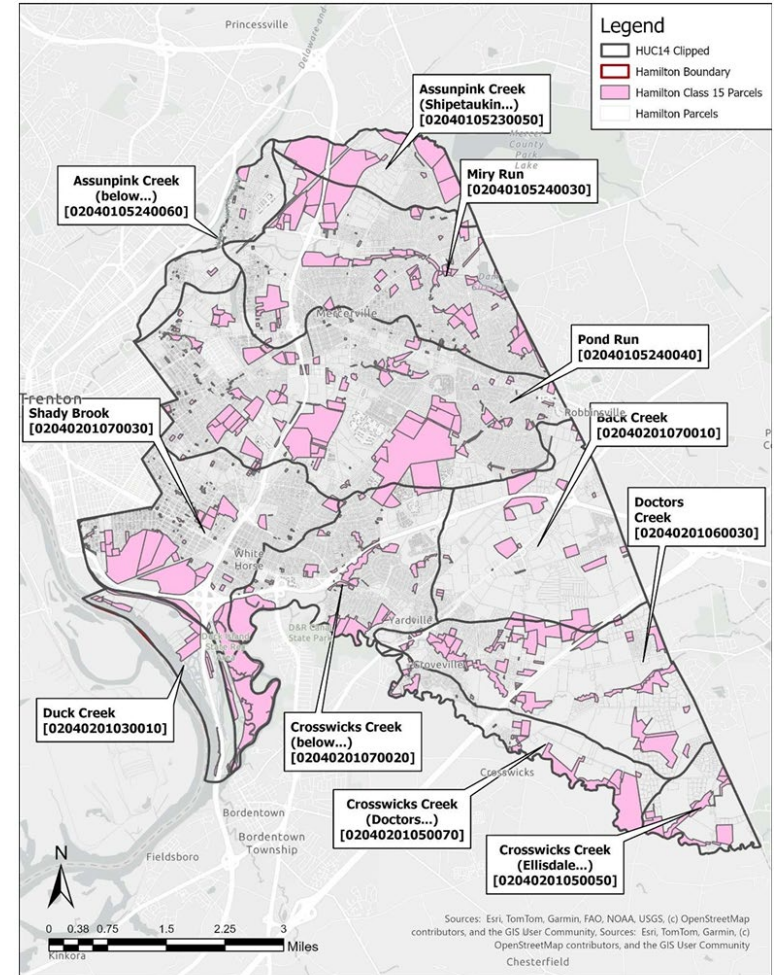 Princessville
Delaware-and-
Legend
HUC14 Clipped
Hamilton Boundary
Hamilton Class 15 Parcels
Hamilton Parcels
Assunpink Creek
(Shipetaukin...)
[02040105230050]
Mercer
County
Park
Lake
Assunpink Creek
(below...)
[02040105240060]
Miry Run
[02040105240030]
Mercerville
Pond Run
[02040105240040]
Trenton
Shady Brook
[02040201070030]
Robbinsville
Back Creek
[02040201070010]
Doctors
Creek
[02040201060030]
White
Horse
D&R Canal
State Park
Yardville
Duck Island
Groveville
Duck Creek
[02040201030010]
Crosswicks Creek
(below...)
[02040201070020]
Crosswicks
Crosswicks Creek
(Doctors...)
[02040201050070]
Crosswicks Creek
(Ellisdale...)
[02040201050050]
Bordentown
Bordentown
Township
Fieldsboro
N
0 0.38 0.75 1.5 2.25 3
Miles
Kinkora
Sources: Esri, TomTom, Garmin, FAO, NOAA, USGS, (c) OpenStreetMap
contributors, and the GIS User Community, Sources: Esri, TomTom, Garmin, (c)
OpenStreetMap contributors, and the GIS User Community
Chesterfield